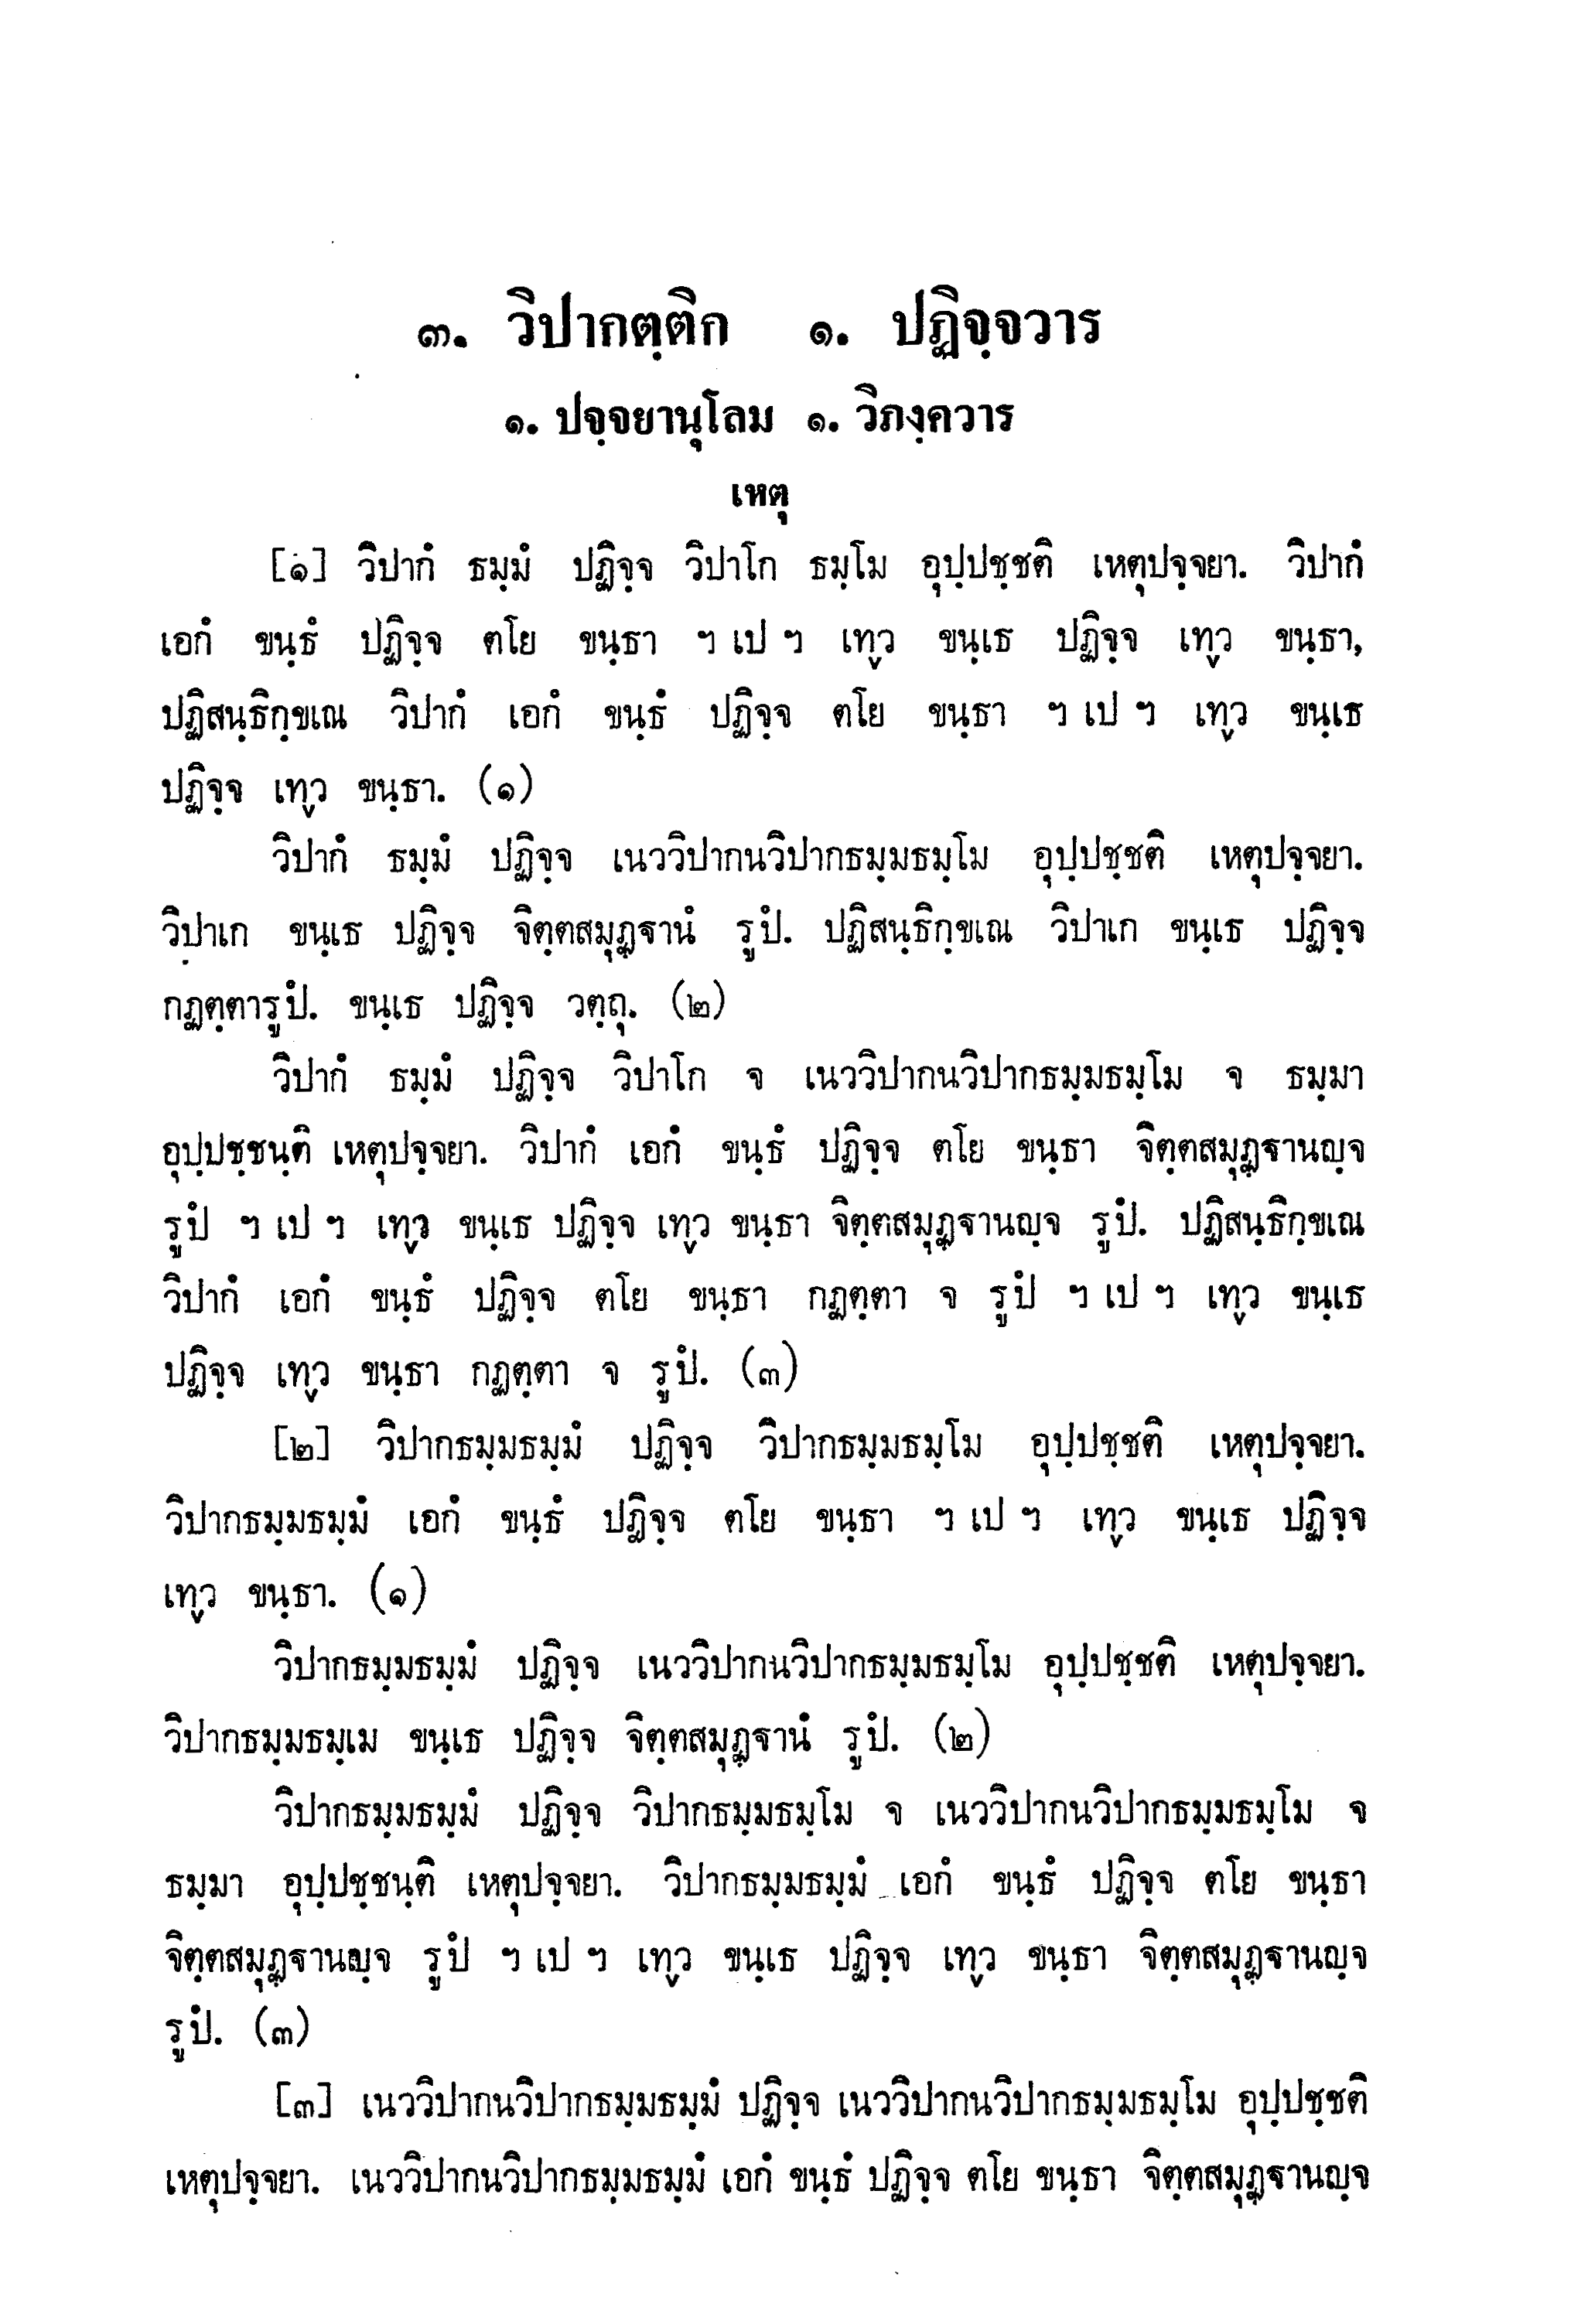 ๓. วิปากตฺติก ๑. ปฏิจฺจวาร
๑. ปจฺจยานุโลม ๑. วิภงฺควาร
เหตุ
[๑] วิปากํ ธมฺมํ ปฏิจฺจ วิปาโก ธมฺโม อุปฺปชฺชติ เหตุปจฺจยา. วิปากํ
เอกํ ขนฺธํ ปฏิจฺจ ตโย ขนฺธา ฯ เป ฯ เทฺว ขนฺเธ ปฏิจฺจ เทฺว ขนฺธา,
ปฏิสนฺธิกฺขเณ วิปากํ เอกํ ขนฺธํ ปฏิจฺจ ตโย ขนฺธา ฯ เป ฯ เทฺว ขนฺเธ
ปฏิจฺจ เทฺว ขนฺธา. (๑)
วิปากํ ธมฺมํ ปฏิจฺจ เนววิปากนวิปากธมฺมธมฺโม อุปฺปชฺชติ เหตุปจฺจยา.
วิปาเก ขนฺเธ ปฏิจฺจ จิตฺตสมุฏฺฐานํ รูปํ. ปฏิสนฺธิกฺขเณ วิปาเก ขนฺเธ ปฏิจฺจ
กฏตฺตารูปํ. ขนฺเธ ปฏิจฺจ วตฺถุ. (๒)
วิปากํ ธมฺมํ ปฏิจฺจ วิปาโก จ เนววิปากนวิปากธมฺมธมฺโม จ ธมฺมา
อุปฺปชฺชนฺติ เหตุปจฺจยา. วิปากํ เอกํ ขนฺธํ ปฏิจฺจ ตโย ขนฺธา จิตฺตสมุฏฺฐานญฺจ
รูปํ ฯ เป ฯ เทฺว ขนฺเธ ปฏิจฺจ เทฺว ขนฺธา จิตฺตสมุฏฺฐานญฺจ รูปํ. ปฏิสนฺธิกฺขเณ
วิปากํ เอกํ ขนฺธํ ปฏิจฺจ ตโย ขนฺธา กฏตฺตา จ รูปํ ฯ เป ฯ เทฺว ขนฺเธ
ปฏิจฺจ เทฺว ขนฺธา กฏตฺตา จ รูปํ. (๓)
[๒] วิปากธมฺมธมฺมํ ปฏิจฺจ วิปากธมฺมธมฺโม อุปฺปชฺชติ เหตุปจฺจยา.
วิปากธมฺมธมฺมํ เอกํ ขนฺธํ ปฏิจฺจ ตโย ขนฺธา ฯ เป ฯ เทฺว ขนฺเธ ปฏิจฺจ
เทฺว ขนฺธา. (๑)
วิปากธมฺมธมฺมํ ปฏิจฺจ เนววิปากนวิปากธมฺมธมฺโม อุปฺปชฺชติ เหตุปจฺจยา.
วิปากธมฺมธมฺเม ขนฺเธ ปฏิจฺจ จิตฺตสมุฏฺฐานํ รูปํ. (๒)
วิปากธมฺมธมฺมํ ปฏิจฺจ วิปากธมฺมธมฺโม จ เนววิปากนวิปากธมฺมธมฺโม จ
ธมฺมา อุปฺปชฺชนฺติ เหตุปจฺจยา. วิปากธมฺมธมฺมํ เอกํ ขนฺธํ ปฏิจฺจ ตโย ขนฺธา
จิตฺตสมุฏฺฐานญฺจ รูปํ ฯ เป ฯ เทฺว ขนฺเธ ปฏิจฺจ เทฺว ขนฺธา จิตฺตสมุฏฺฐานญฺจ
รูปํ. (๓)
[๓] เนววิปากนวิปากธมฺมธมฺมํ ปฏิจฺจ เนววิปากนวิปากธมฺมธมฺโม อุปฺปชฺชติ
เหตุปจฺจยา. เนววิปากนวิปากธมฺมธมฺมํ เอกํ ขนฺธํ ปฏิจฺจ ตโย ขนฺธา จิตฺตสมุฏฺฐานญฺจ